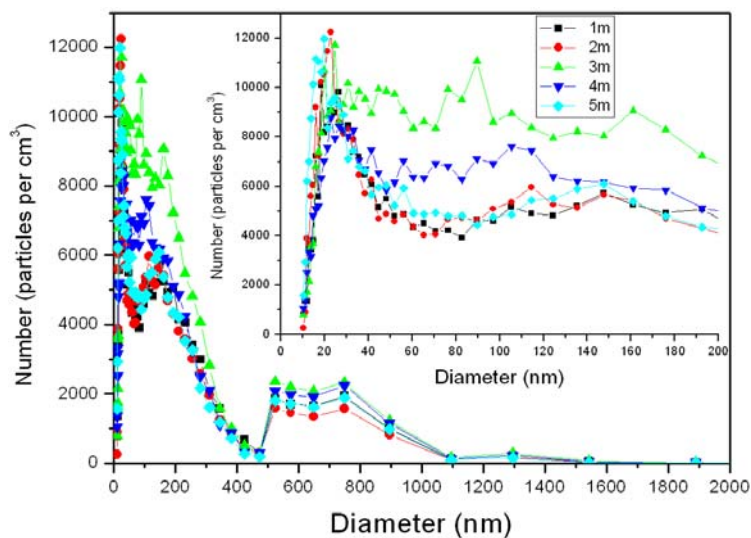 12000
10000
8000
6000
4000
2000
0
Number (particles per cm³)
0 200 400 600 800 1000 1200 1400 1600 1800 2000
Diameter (nm)
12000
10000
8000
6000
4000
2000
0
Number (particles per cm³)
0 20 40 60 80 100 120 140 160 180 200
Diameter (nm)
1m
2m
3m
4m
5m